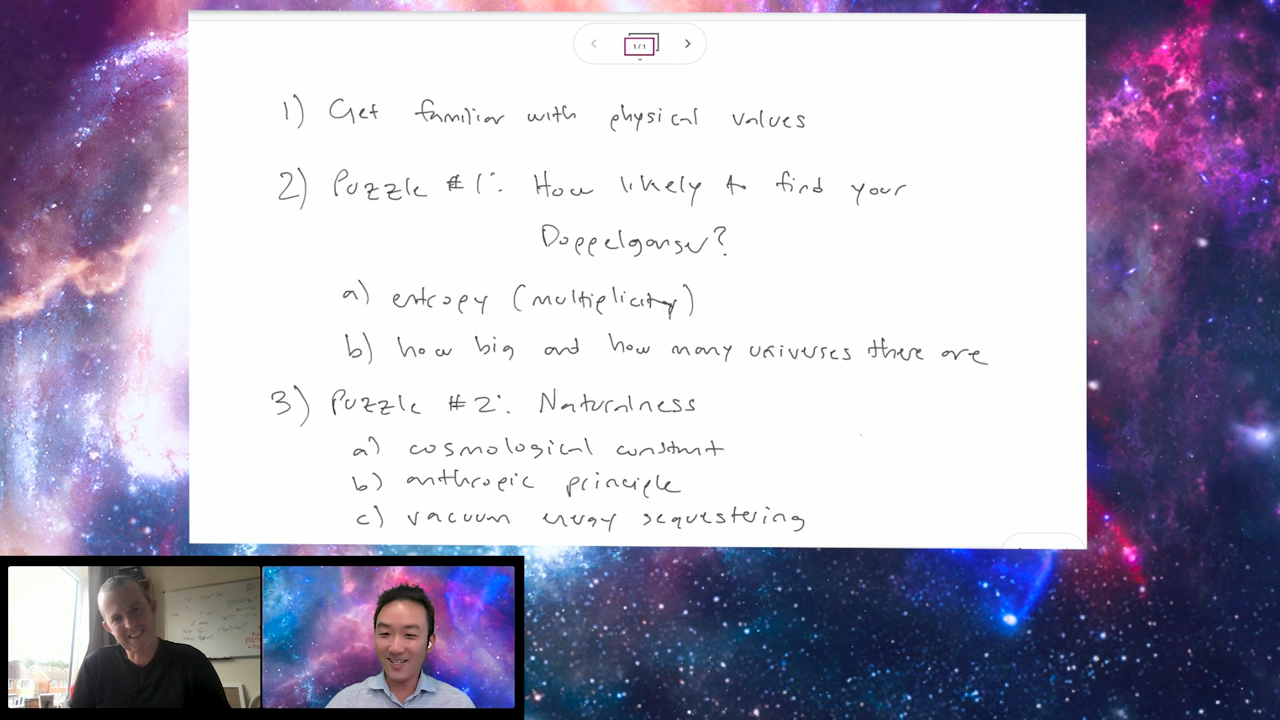 1/1
1) Get familiar with physical values
2) Puzzle #1: How likely to find your
Doppelganger?
a) entropy (multiplicity)
b) how big and how many universes there are
3) Puzzle #2: Naturalness
a) cosmological constant
b) anthropic principle
c) vacuum energy sequestering